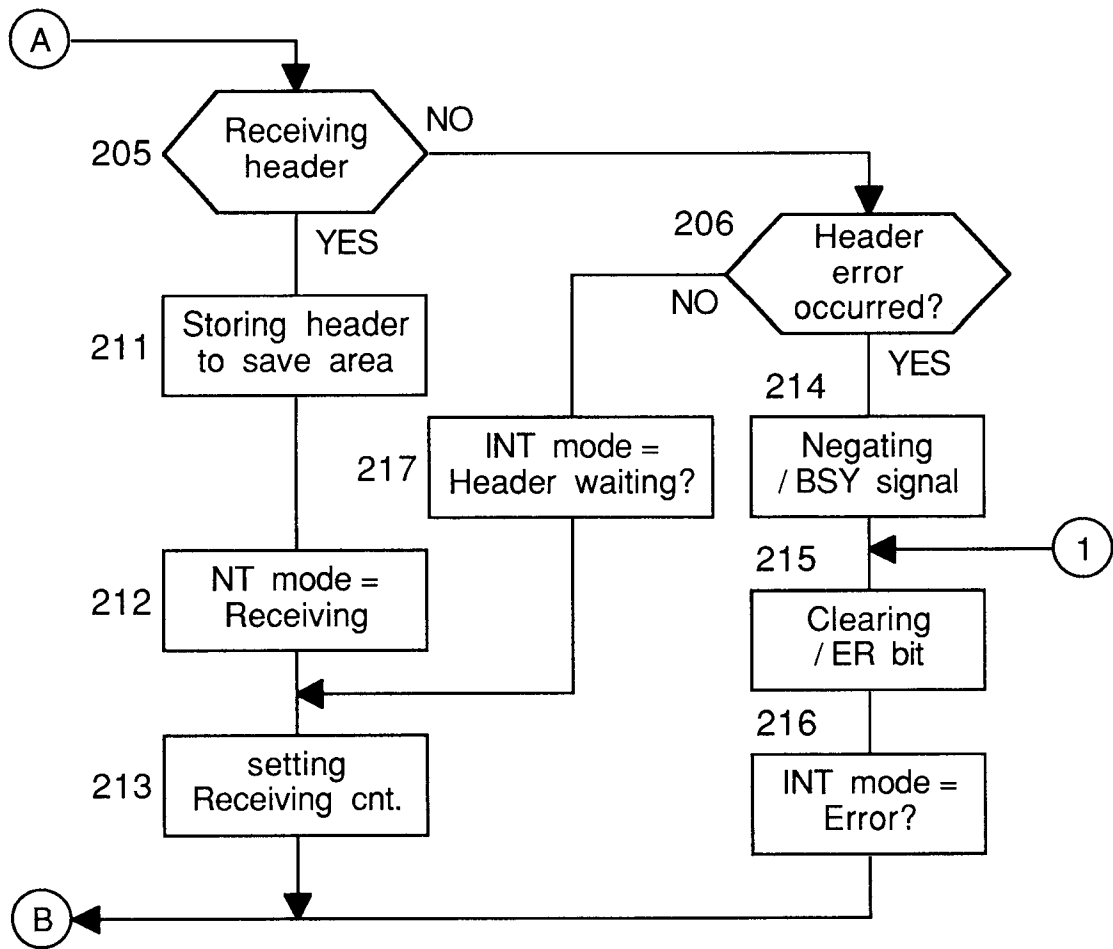 A
205
Receiving
header
NO
YES
206
Header
error
occurred?
NO
YES
211
Storing header
to save area
217
INT mode =
Header waiting?
214
Negating
/ BSY signal
1
212
NT mode =
Receiving
215
Clearing
/ ER bit
213
setting
Receiving cnt.
216
INT mode =
Error?
B